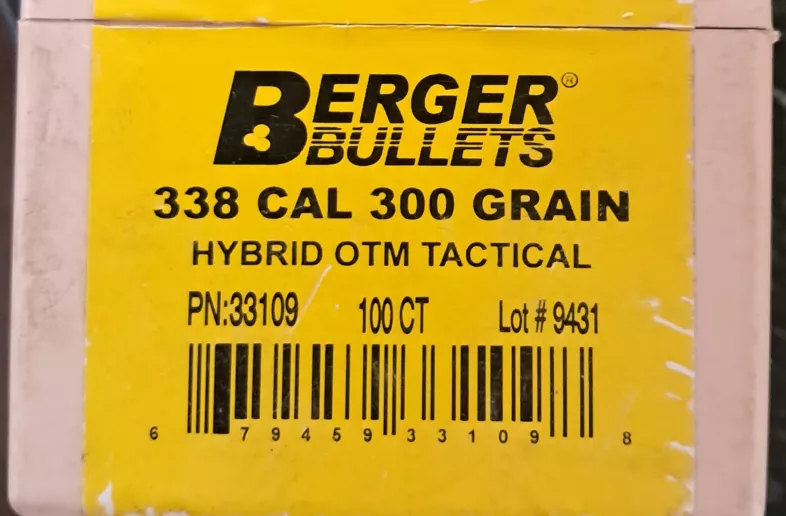 BERGER®
BULLETS
338 CAL 300 GRAIN
HYBRID OTM TACTICAL
PN:33109 100 CT Lot # 9431
6 79459 33109 8